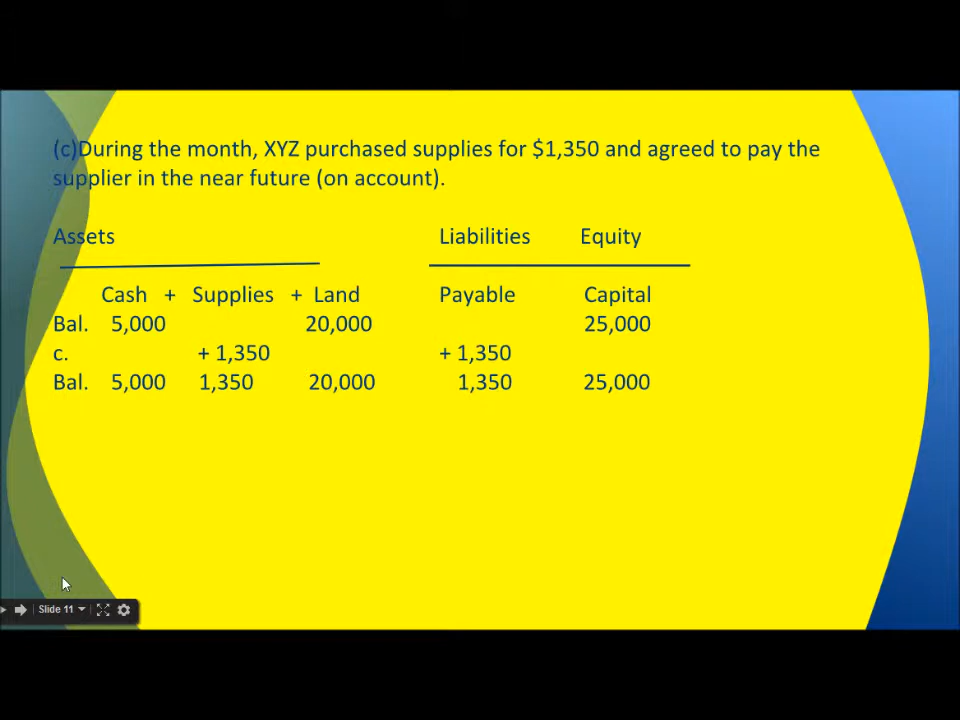 (c)During the month, XYZ purchased supplies for $1,350 and agreed to pay the
supplier in the near future (on account).
Assets Liabilities Equity
Cash + Supplies + Land Payable Capital
Bal. 5,000 20,000 25,000
c. + 1,350 + 1,350
Bal. 5,000 1,350 20,000 1,350 25,000
Slide 11